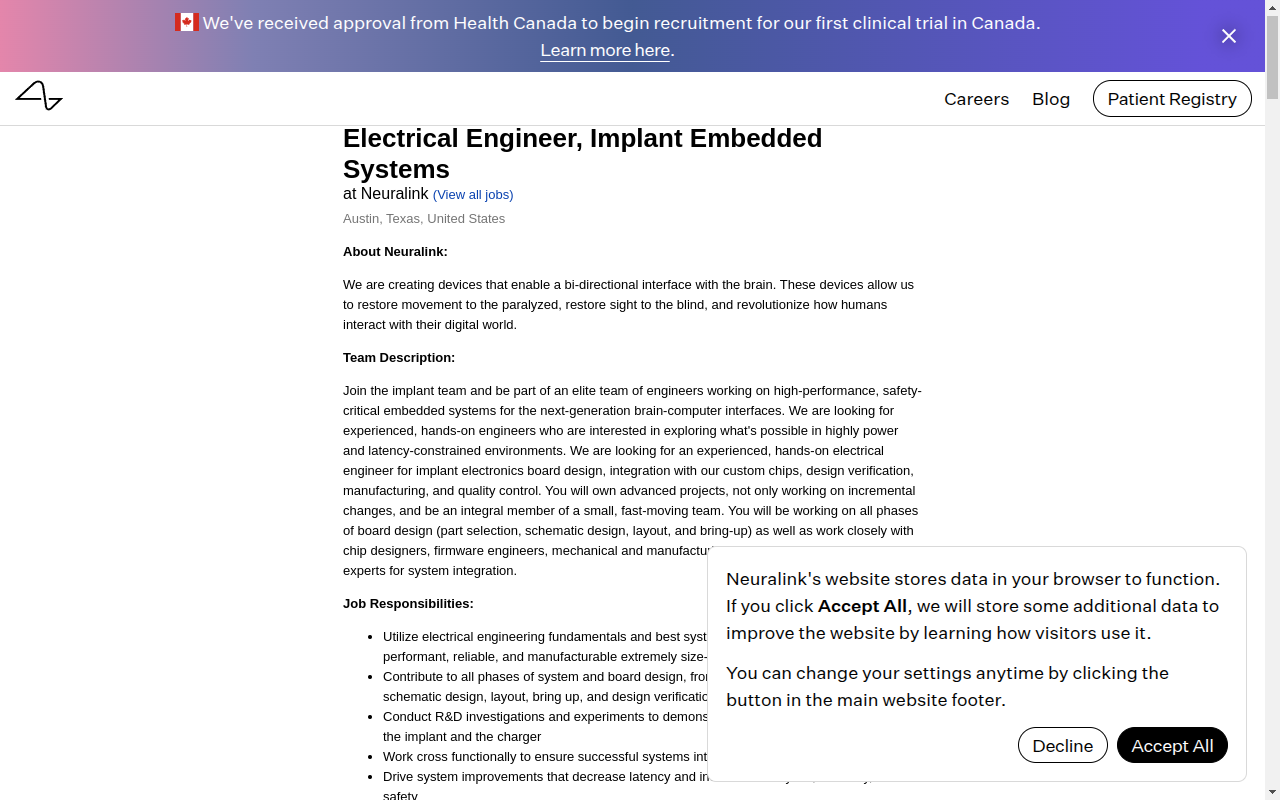 We've received approval from Health Canada to begin recruitment for our first clinical trial in Canada.
Learn more here.
Careers
Blog
Patient Registry
Electrical Engineer, Implant Embedded
Systems
at Neuralink (View all jobs)
Austin, Texas, United States
About Neuralink:
We are creating devices that enable a bi-directional interface with the brain. These devices allow us
to restore movement to the paralyzed, restore sight to the blind, and revolutionize how humans
interact with their digital world.
Team Description:
Join the implant team and be part of an elite team of engineers working on high-performance, safety-
critical embedded systems for the next-generation brain-computer interfaces. We are looking for
experienced, hands-on engineers who are interested in exploring what's possible in highly power
and latency-constrained environments. We are looking for an experienced, hands-on electrical
engineer for implant electronics board design, integration with our custom chips, design verification,
manufacturing, and quality control. You will own advanced projects, not only working on incremental
changes, and be an integral member of a small, fast-moving team. You will be working on all phases
of board design (part selection, schematic design, layout, and bring-up) as well as work closely with
chip designers, firmware engineers, mechanical and
experts for system integration.
Job Responsibilities:
• Utilize electrical engineering fundamentals and best
performant, reliable, and manufacturable extremely size-
• Contribute to all phases of system and board design,
schematic design, layout, bring up, and design
• Conduct R&D investigations and experiments to
the implant and the charger
• Work cross functionally to ensure successful systems
• Drive system improvements that decrease latency and
safety
Neuralink's website stores data in your browser to function.
If you click Accept All, we will store some additional data to
improve the website by learning how visitors use it.
You can change your settings anytime by clicking the
button in the main website footer.
Decline
Accept All